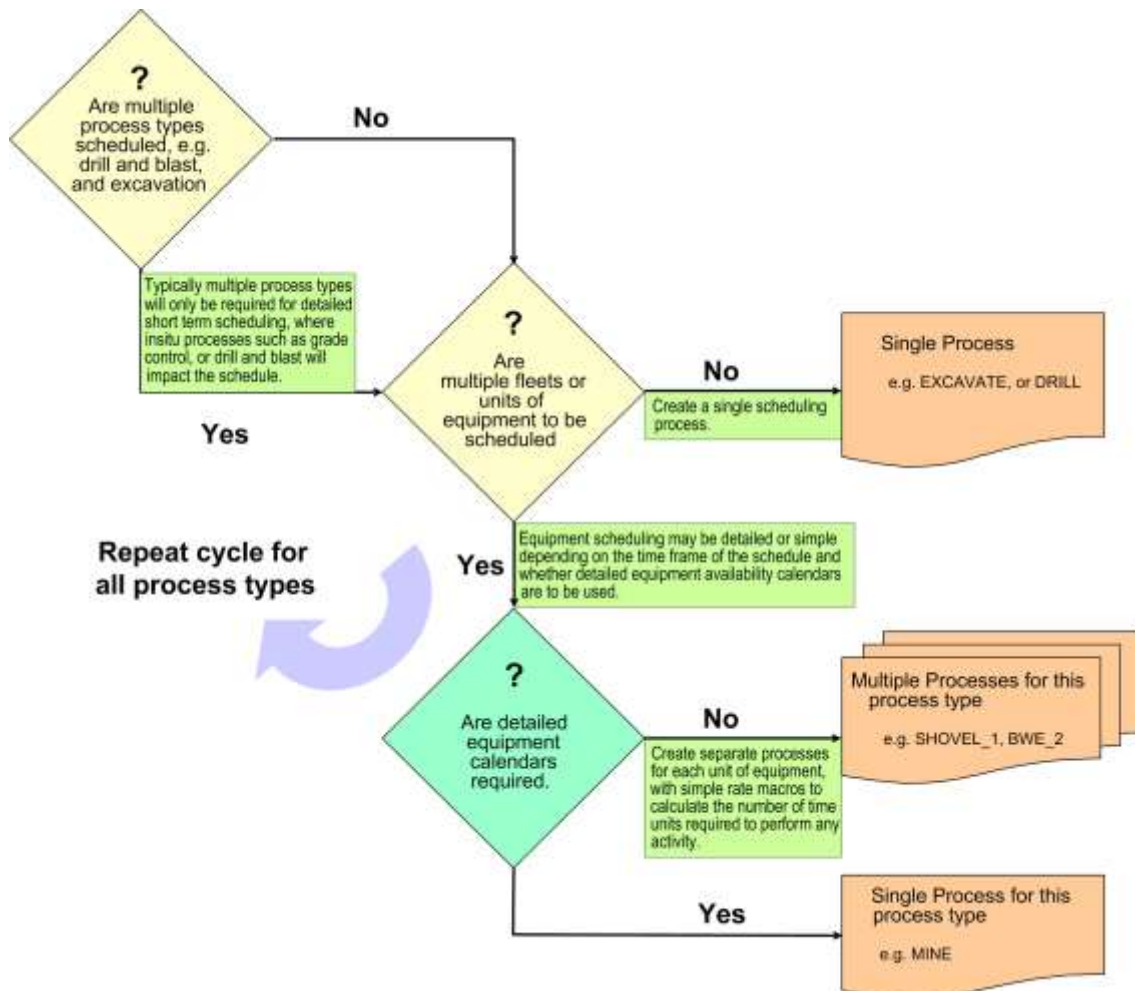 ?
Are multiple
process types
scheduled, e.g.
drill and blast,
and excavation
No
Typically multiple process types
will only be required for detailed
short term scheduling, where
insitu processes such as grade
control, or drill and blast will
impact the schedule.
Yes
?
Are
multiple fleets or
units of
equipment to be
scheduled
No
Create a single scheduling
process.
Single Process
e.g. EXCAVATE, or DRILL
Repeat cycle for
all process types
Yes
Equipment scheduling may be detailed or simple
depending on the time frame of the schedule and
whether detailed equipment availability calendars
are to be used.
?
Are detailed
equipment
calendars
required.
No
Create separate processes
for each unit of equipment,
with simple rate macros to
calculate the number of time
units required to perform any
activity.
Multiple Processes for this
process type
e.g. SHOVEL_1, BWE_2
Yes
Single Process for this
process type
e.g. MINE